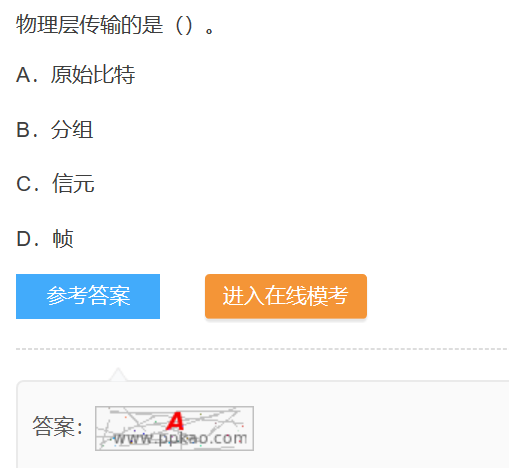 物理层传输的是（）。
A．原始比特
B．分组
C．信元
D．帧
参考答案
进入在线模考
答案：A
www.ppkao.com